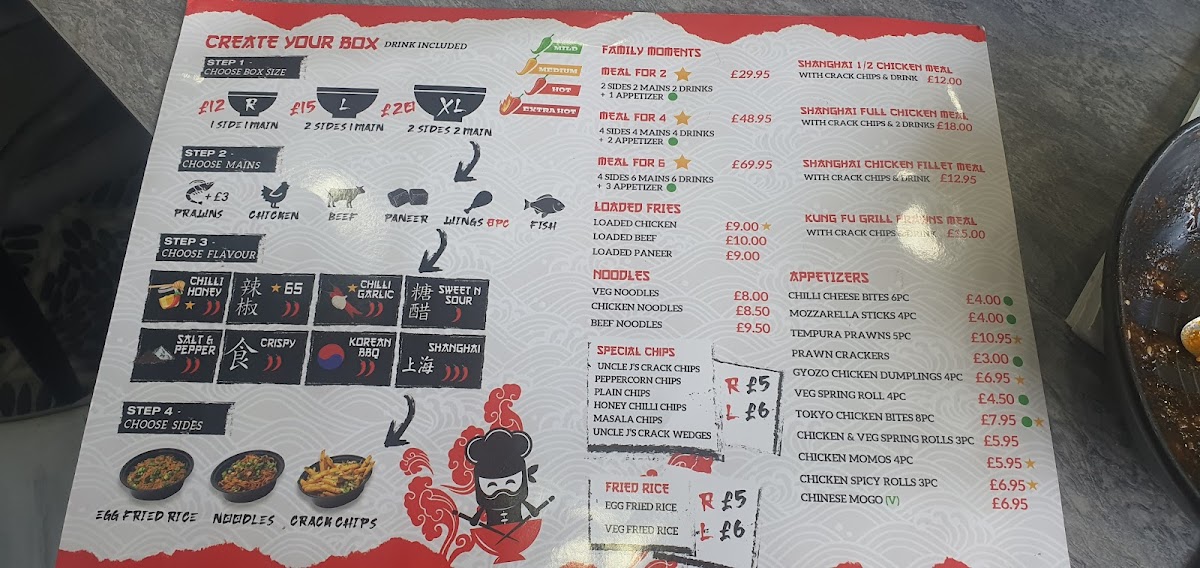 CREATE YOUR BOX DRINK INCLUDED
STEP 1 -
CHOOSE BOX SIZE
£12 R
1 SIDE 1 MAIN
£15 L
2 SIDES 1 MAIN
XL
2 SIDES 2 MAIN
MILD
MEDIUM
HOT
EXTRA HOT
STEP 2 -
CHOOSE MAINS
+£3
PRAWNS
CHICKEN
BEEF
PANEER
WINGS 8PC
FISH
STEP 3 -
CHOOSE FLAVOUR
CHILLI HONEY
辣椒
65
CHILLI GARLIC
糖醋
SWEET N SOUR
SALT & PEPPER
食
CRISPY
KOREAN BBQ
上海
SHANGHAI
STEP 4 -
CHOOSE SIDES
EGG FRIED RICE
NOODLES
CRACK CHIPS
FAMILY MOMENTS
MEAL FOR 2 £29.95
2 SIDES 2 MAINS 2 DRINKS
+ 1 APPETIZER
MEAL FOR 4 £48.95
4 SIDES 4 MAINS 4 DRINKS
+ 2 APPETIZER
MEAL FOR 6 £69.95
4 SIDES 6 MAINS 6 DRINKS
+ 3 APPETIZER
LOADED FRIES
LOADED CHICKEN £9.00
LOADED BEEF £10.00
LOADED PANEER £9.00
NOODLES
VEG NOODLES £8.00
CHICKEN NOODLES £8.50
BEEF NOODLES £9.50
SPECIAL CHIPS
UNCLE J'S CRACK CHIPS
PEPPERCORN CHIPS
PLAIN CHIPS
HONEY CHILLI CHIPS
MASALA CHIPS
UNCLE J'S CRACK WEDGES
R £5
L £6
FRIED RICE
EGG FRIED RICE
VEG FRIED RICE
R £5
L £6
SHANGHAI 1/2 CHICKEN MEAL
WITH CRACK CHIPS & DRINK £12.00
SHANGHAI FULL CHICKEN MEAL
WITH CRACK CHIPS & 2 DRINKS £18.00
SHANGHAI CHICKEN FILLET MEAL
WITH CRACK CHIPS & DRINK £12.95
KUNG FU GRILL PRAWNS MEAL
WITH CRACK CHIPS & DRINK £15.00
APPETIZERS
CHILLI CHEESE BITES 6PC £4.00
MOZZARELLA STICKS 4PC £4.00
TEMPURA PRAWNS 5PC £10.95
PRAWN CRACKERS £3.00
GYOZO CHICKEN DUMPLINGS 4PC £6.95
VEG SPRING ROLL 4PC £4.50
TOKYO CHICKEN BITES 8PC £7.95
CHICKEN & VEG SPRING ROLLS 3PC £5.95
CHICKEN MOMOS 4PC £5.95
CHICKEN SPICY ROLLS 3PC £6.95
CHINESE MOGO (V) £6.95